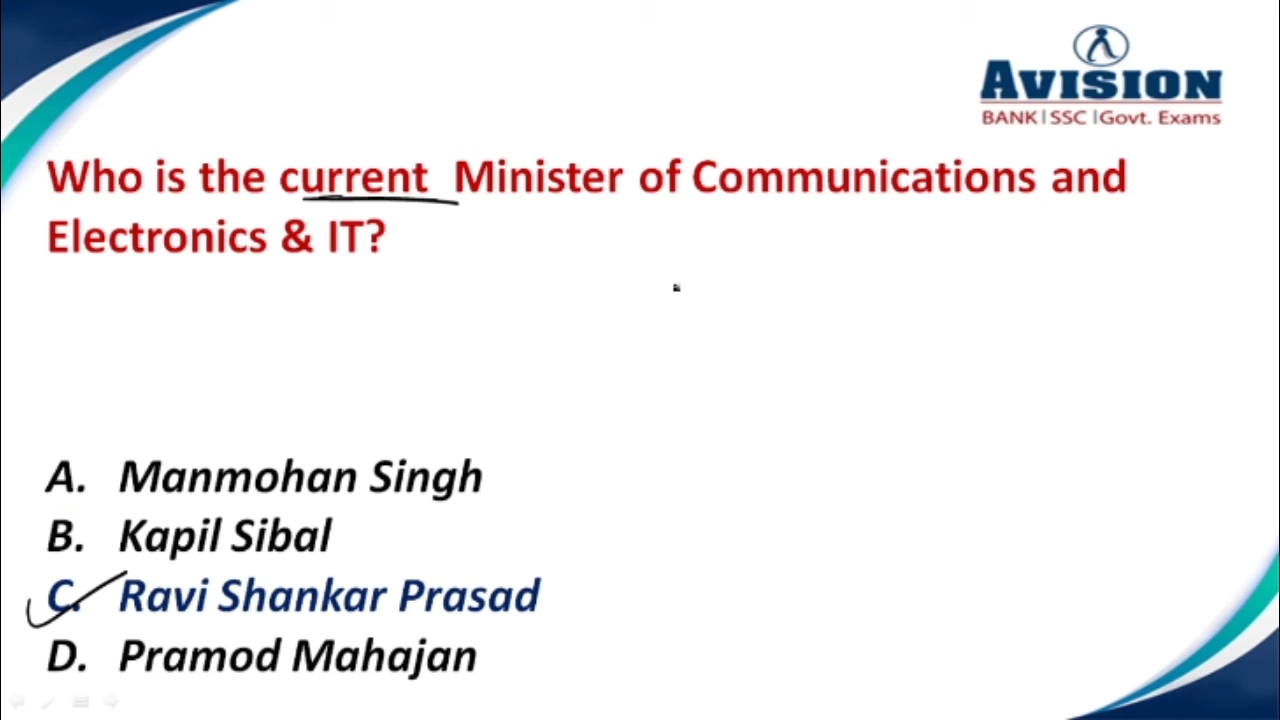 AVISION
BANK | SSC | Govt. Exams
Who is the current Minister of Communications and
Electronics & IT?
A. Manmohan Singh
B. Kapil Sibal
C. Ravi Shankar Prasad
D. Pramod Mahajan